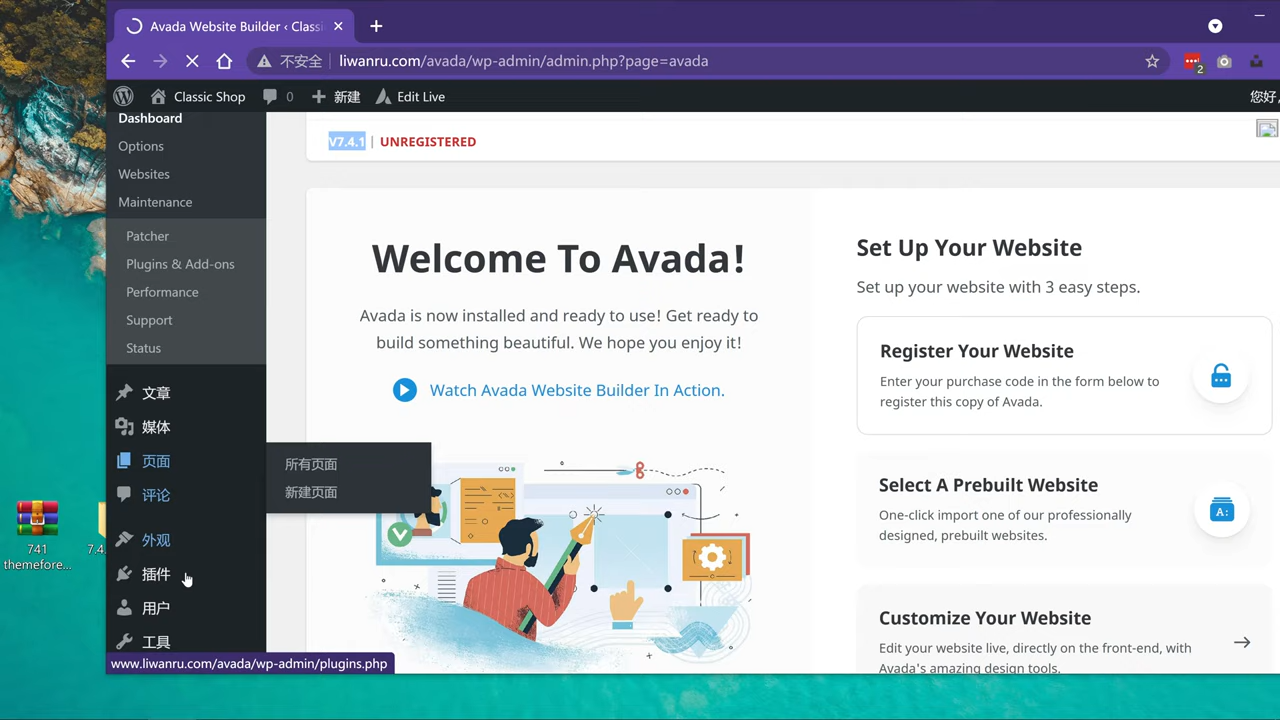 Avada Website Builder ‹ Classi
不安全
liwanru.com/avada/wp-admin/admin.php?page=avada
2
Classic Shop
0
新建
Edit Live
您好,
Dashboard
Options
Websites
Maintenance
Patcher
Plugins & Add-ons
Performance
Support
Status
文章
媒体
页面
评论
外观
插件
用户
工具
所有页面
新建页面
V7.4.1 | UNREGISTERED
Welcome To Avada!
Avada is now installed and ready to use! Get ready to
build something beautiful. We hope you enjoy it!
Watch Avada Website Builder In Action.
Set Up Your Website
Set up your website with 3 easy steps.
Register Your Website
Enter your purchase code in the form below to
register this copy of Avada.
Select A Prebuilt Website
One-click import one of our professionally
designed, prebuilt websites.
A:
Customize Your Website
Edit your website live, directly on the front-end, with
Avada's amazing design tools.
741
themefore...
7.4.
www.liwanru.com/avada/wp-admin/plugins.php